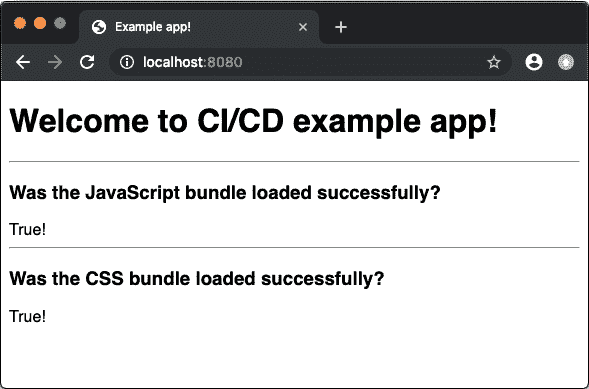 Example app!
localhost:8080
Welcome to CI/CD example app!
Was the JavaScript bundle loaded successfully?
True!
Was the CSS bundle loaded successfully?
True!